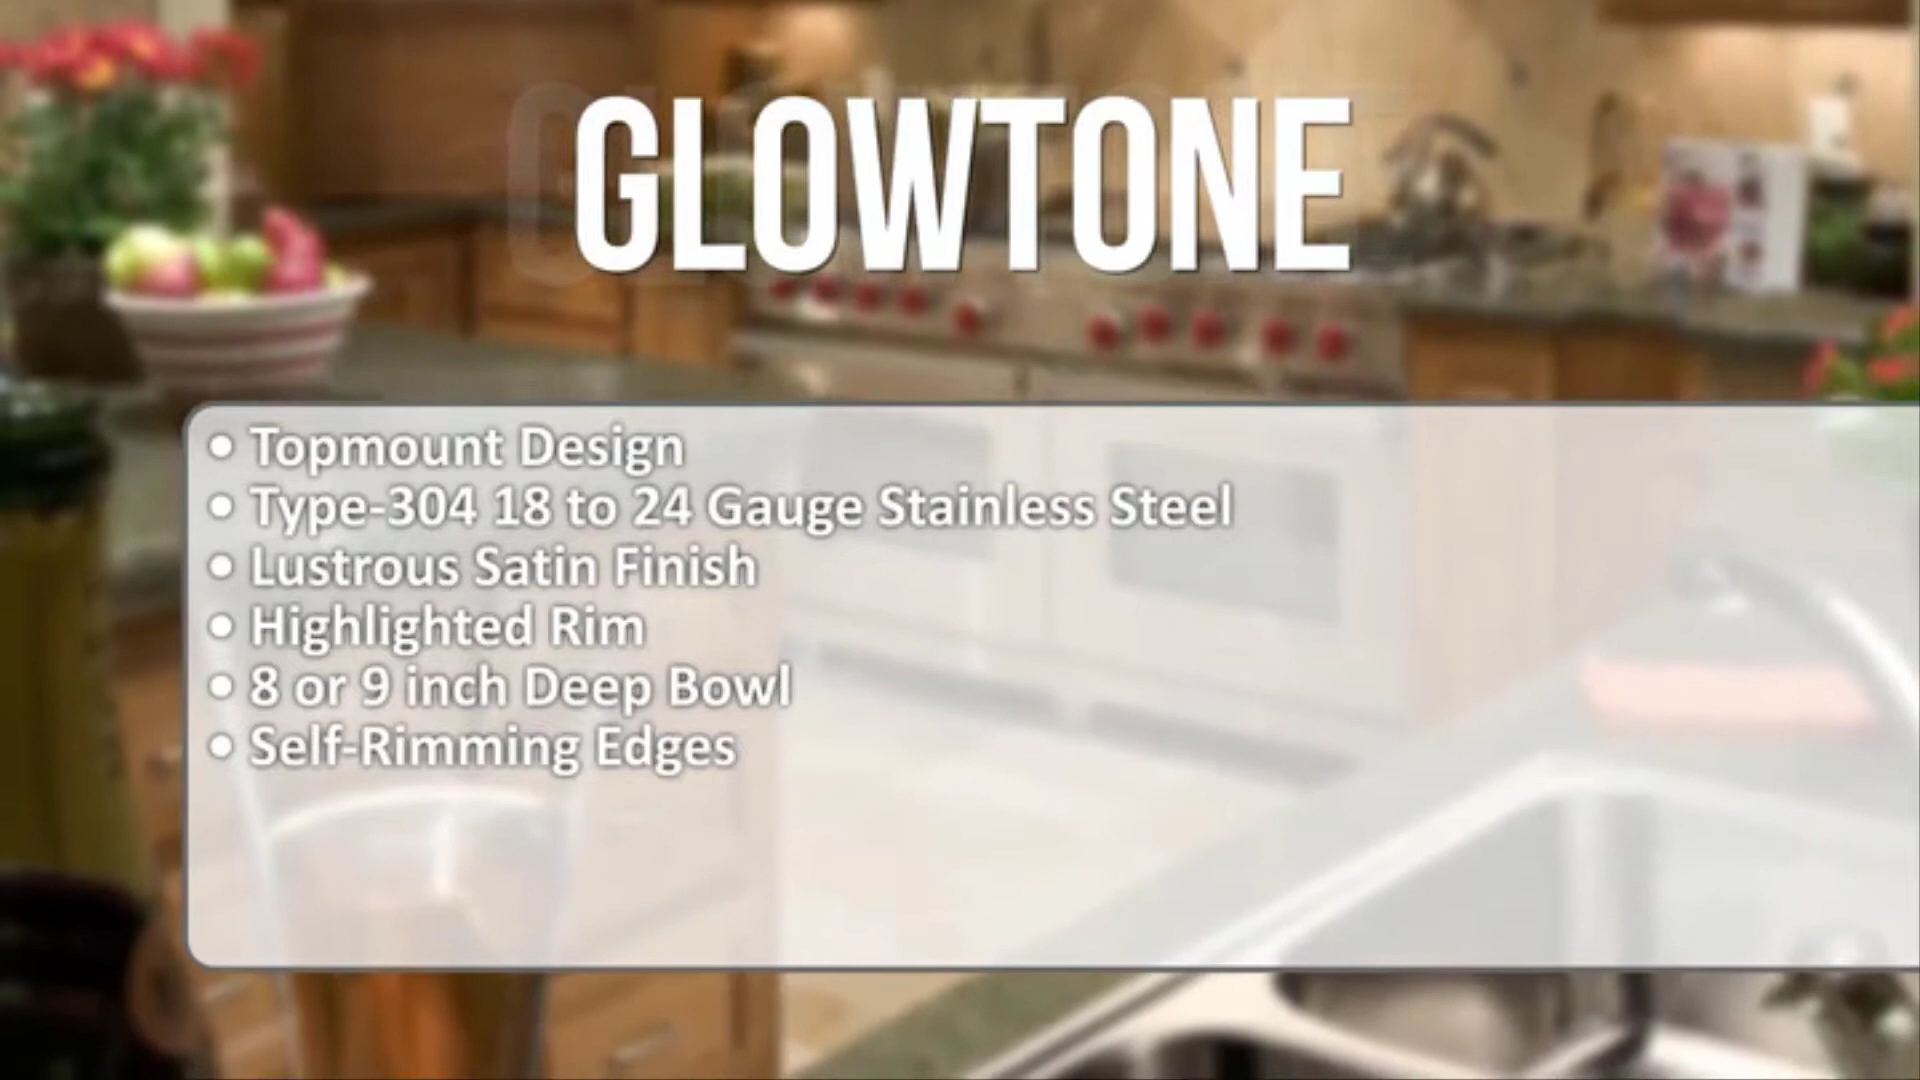 GLOWTONE
• Topmount Design
• Type-304 18 to 24 Gauge Stainless Steel
• Lustrous Satin Finish
• Highlighted Rim
• 8 or 9 inch Deep Bowl
• Self-Rimming Edges